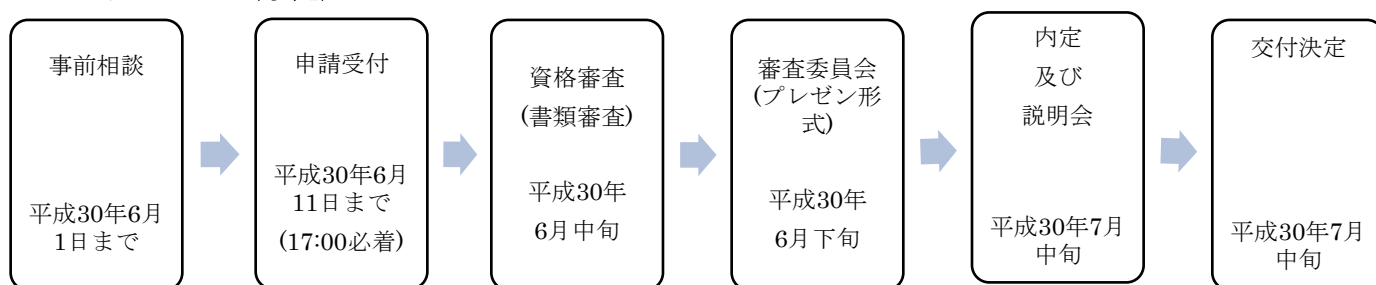 事前相談
平成30年6月
1日まで
申請受付
平成30年6月
11日まで
(17:00必着)
資格審査
(書類審査)
平成30年
6月中旬
審査委員会
(プレゼン形
式)
平成30年
6月下旬
内定
及び
説明会
平成30年7月
中旬
交付決定
平成30年7月
中旬